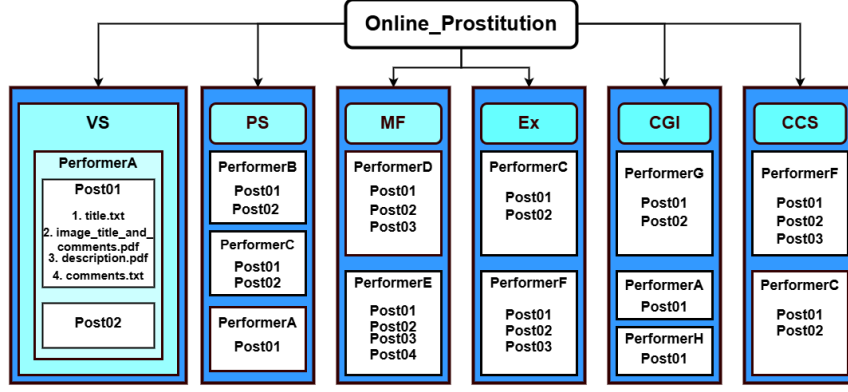 Online_Prostitution
VS
PerformerA
Post01
1. title.txt
2. image_title_and_
comments.pdf
3. description.pdf
4. comments.txt
Post02
PS
PerformerB
Post01
Post02
PerformerC
Post01
Post02
PerformerA
Post01
MF
PerformerD
Post01
Post02
Post03
PerformerE
Post01
Post02
Post03
Post04
Ex
PerformerC
Post01
Post02
PerformerF
Post01
Post02
Post03
CGI
PerformerG
Post01
Post02
PerformerA
Post01
PerformerH
Post01
CCS
PerformerF
Post01
Post02
Post03
PerformerC
Post01
Post02